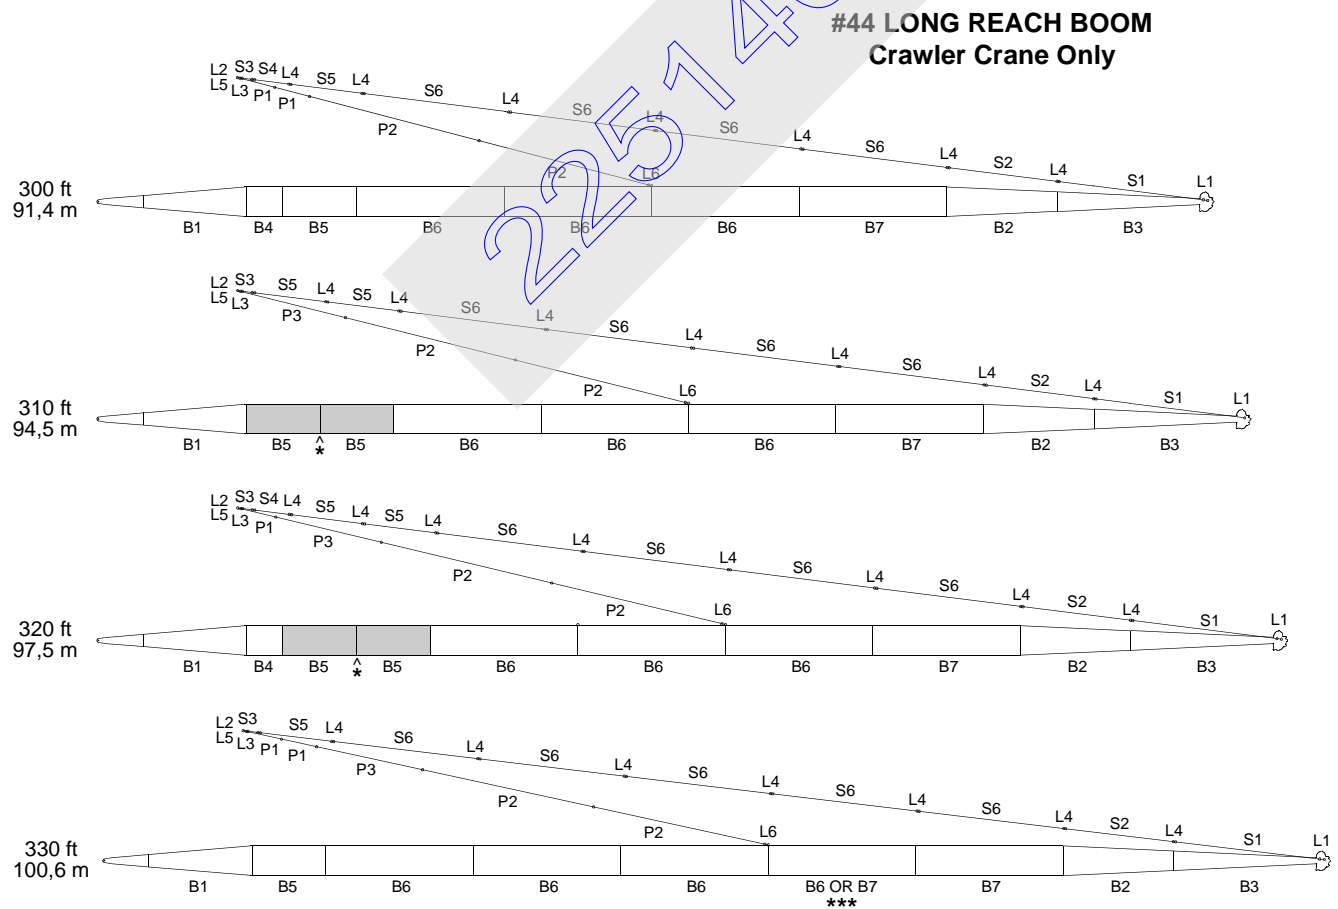 #44 LONG REACH BOOM
Crawler Crane Only
L2 S3 S4 L4 S5 L4 S6 L4 S6 L4 S6 L4 S6 L4 S2 L4 S1 L1
L5 L3 P1 P1 P2 P2 L6
300 ft
91,4 m
B1 B4 B5 B6 B6 B6 B7 B2 B3
L2 S3 S5 L4 S5 L4 S6 L4 S6 L4 S6 L4 S6 L4 S2 L4 S1 L1
L5 L3 P3 P2 P2 L6
310 ft
94,5 m
B1 B5 ^ B5 B6 B6 B6 B7 B2 B3
*
L2 S3 S4 L4 S5 L4 S5 L4 S6 L4 S6 L4 S6 L4 S6 L4 S2 L4 S1 L1
L5 L3 P1 P3 P2 P2 L6
320 ft
97,5 m
B1 B4 B5 ^ B5 B6 B6 B6 B7 B2 B3
*
L2 S3 S5 L4 S6 L4 S6 L4 S6 L4 S6 L4 S6 L4 S2 L4 S1 L1
L5 L3 P1 P1 P3 P2 P2 L6
330 ft
100,6 m
B1 B5 B6 B6 B6 B6 OR B7 B7 B2 B3
***